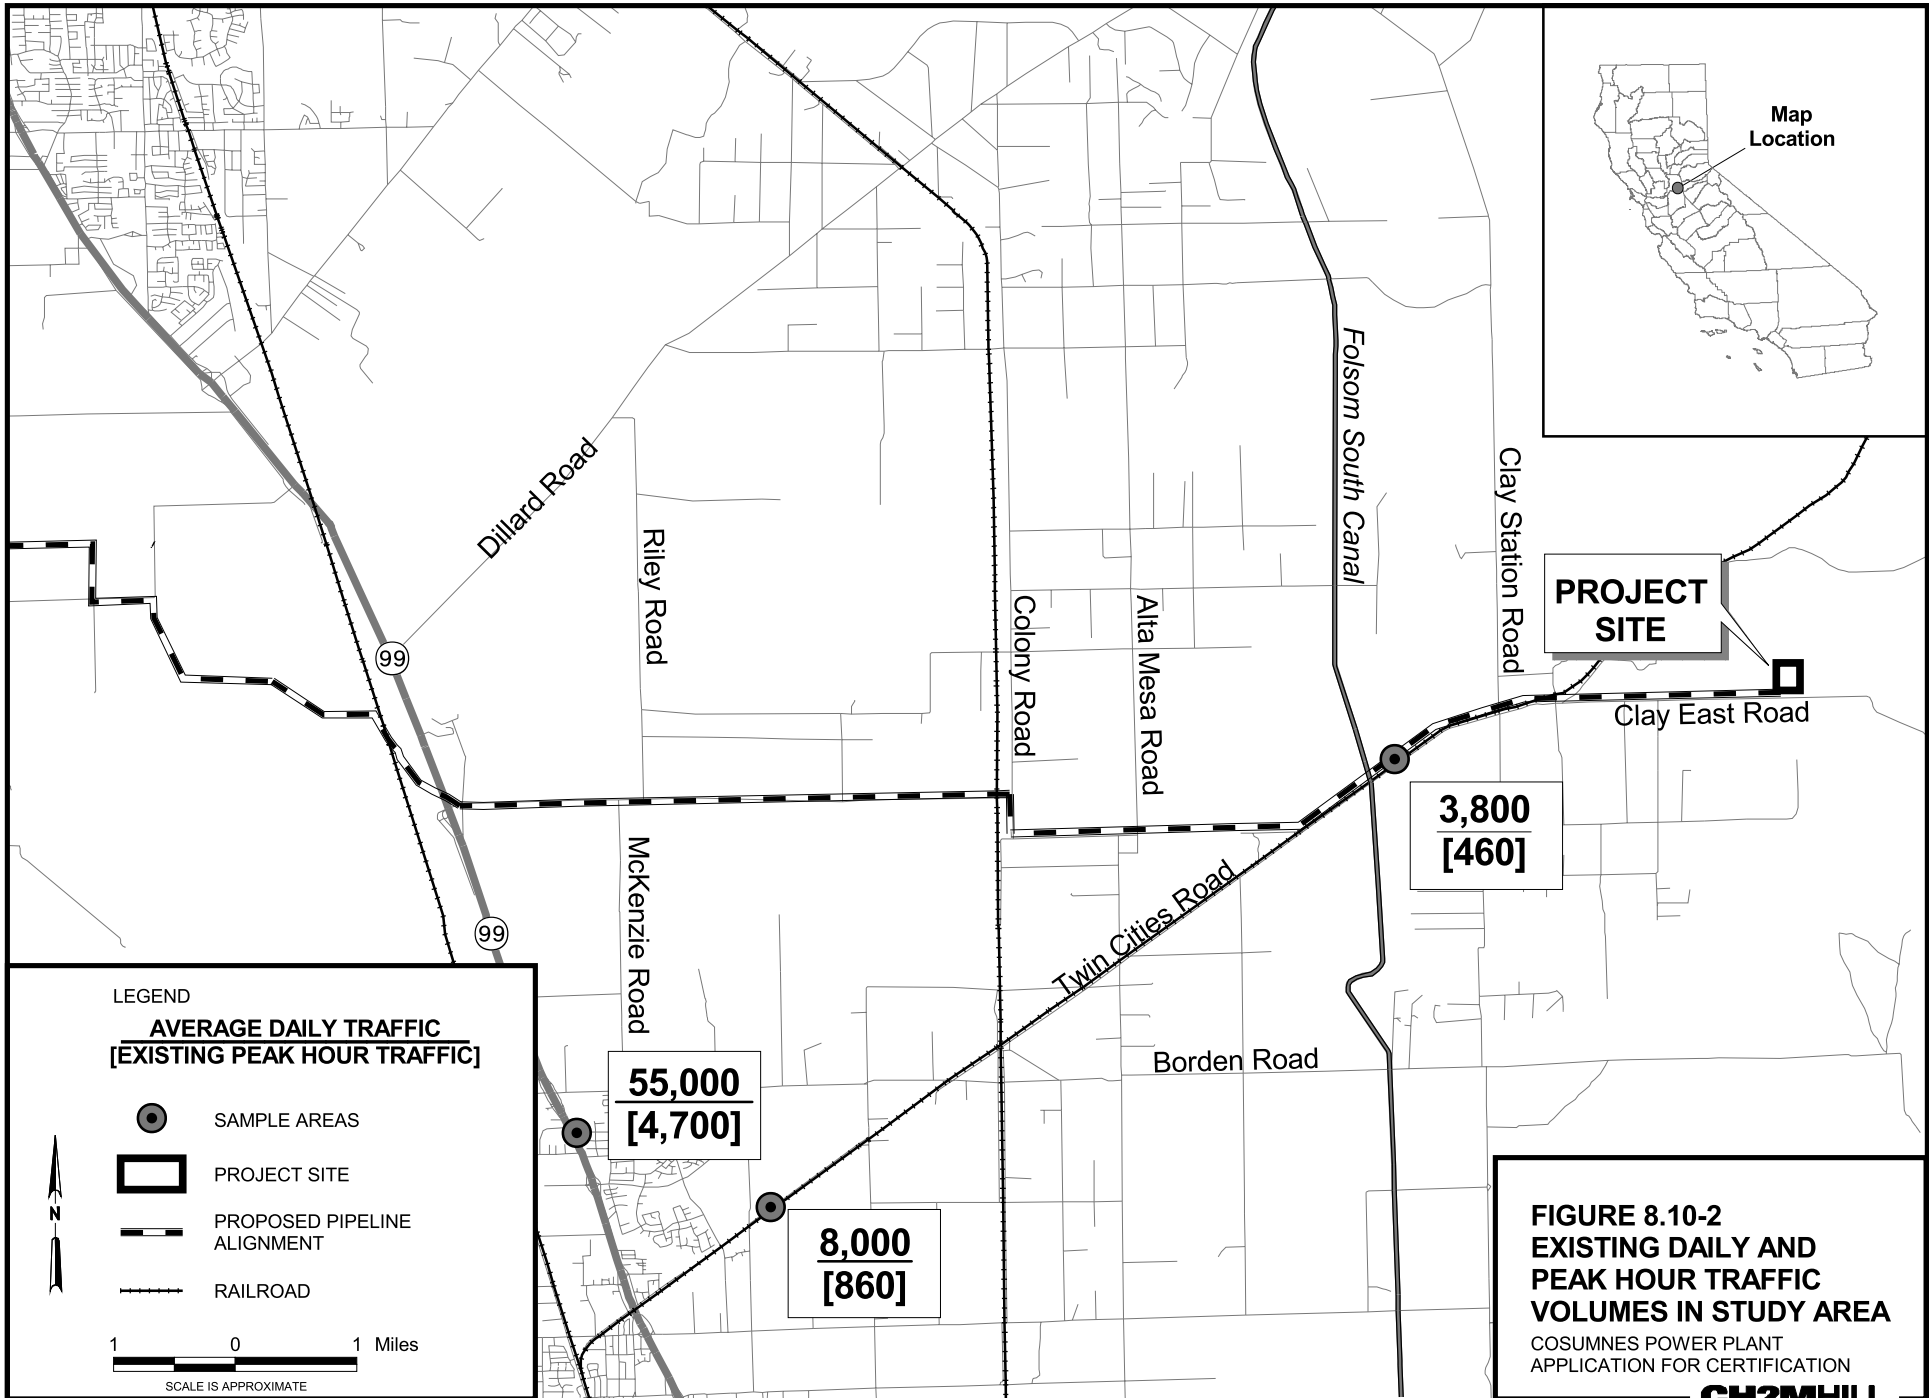 Map
Location
Folsom South Canal
Dillard Road
Riley Road
Clay Station Road
PROJECT
SITE
99
Colony Road
Alta Mesa Road
Clay East Road
3,800
[460]
McKenzie Road
Twin Cities Road
99
Borden Road
55,000
[4,700]
8,000
[860]
LEGEND
AVERAGE DAILY TRAFFIC
[EXISTING PEAK HOUR TRAFFIC]
SAMPLE AREAS
PROJECT SITE
PROPOSED PIPELINE
ALIGNMENT
RAILROAD
N
1 0 1 Miles
SCALE IS APPROXIMATE
FIGURE 8.10-2
EXISTING DAILY AND
PEAK HOUR TRAFFIC
VOLUMES IN STUDY AREA
COSUMNES POWER PLANT
APPLICATION FOR CERTIFICATION
CH2MHILL